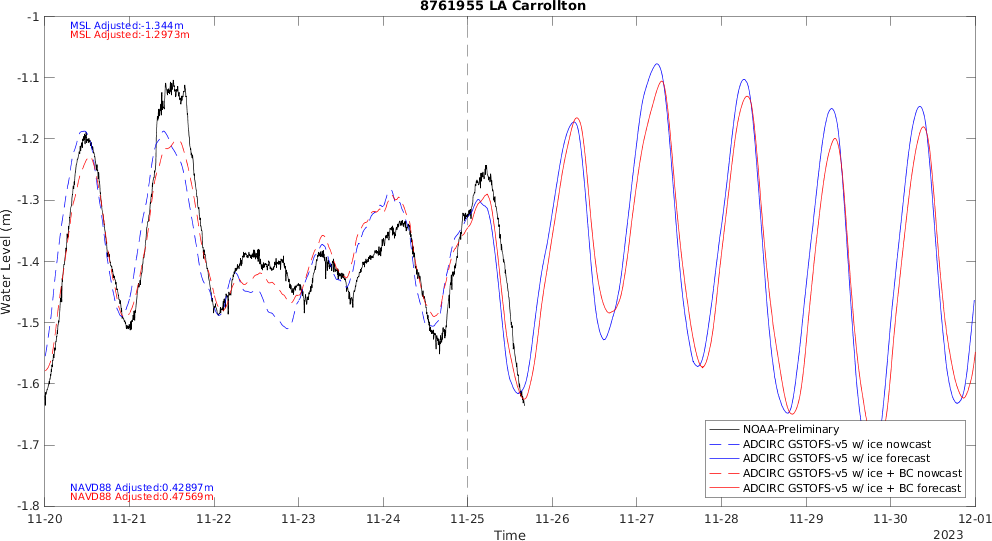 8761955 LA Carrollton
MSL Adjusted:-1.344m
MSL Adjusted:-1.2973m
-1
-1.1
-1.2
-1.3
-1.4
-1.5
-1.6
-1.7
-1.8
Water Level (m)
NOAA-Preliminary
ADCIRC GSTOFS-v5 w/ ice nowcast
ADCIRC GSTOFS-v5 w/ ice forecast
ADCIRC GSTOFS-v5 w/ ice + BC nowcast
ADCIRC GSTOFS-v5 w/ ice + BC forecast
NAVD88 Adjusted:0.42897m
NAVD88 Adjusted:0.47569m
11-20 11-21 11-22 11-23 11-24 11-25 11-26 11-27 11-28 11-29 11-30 12-01
Time
2023